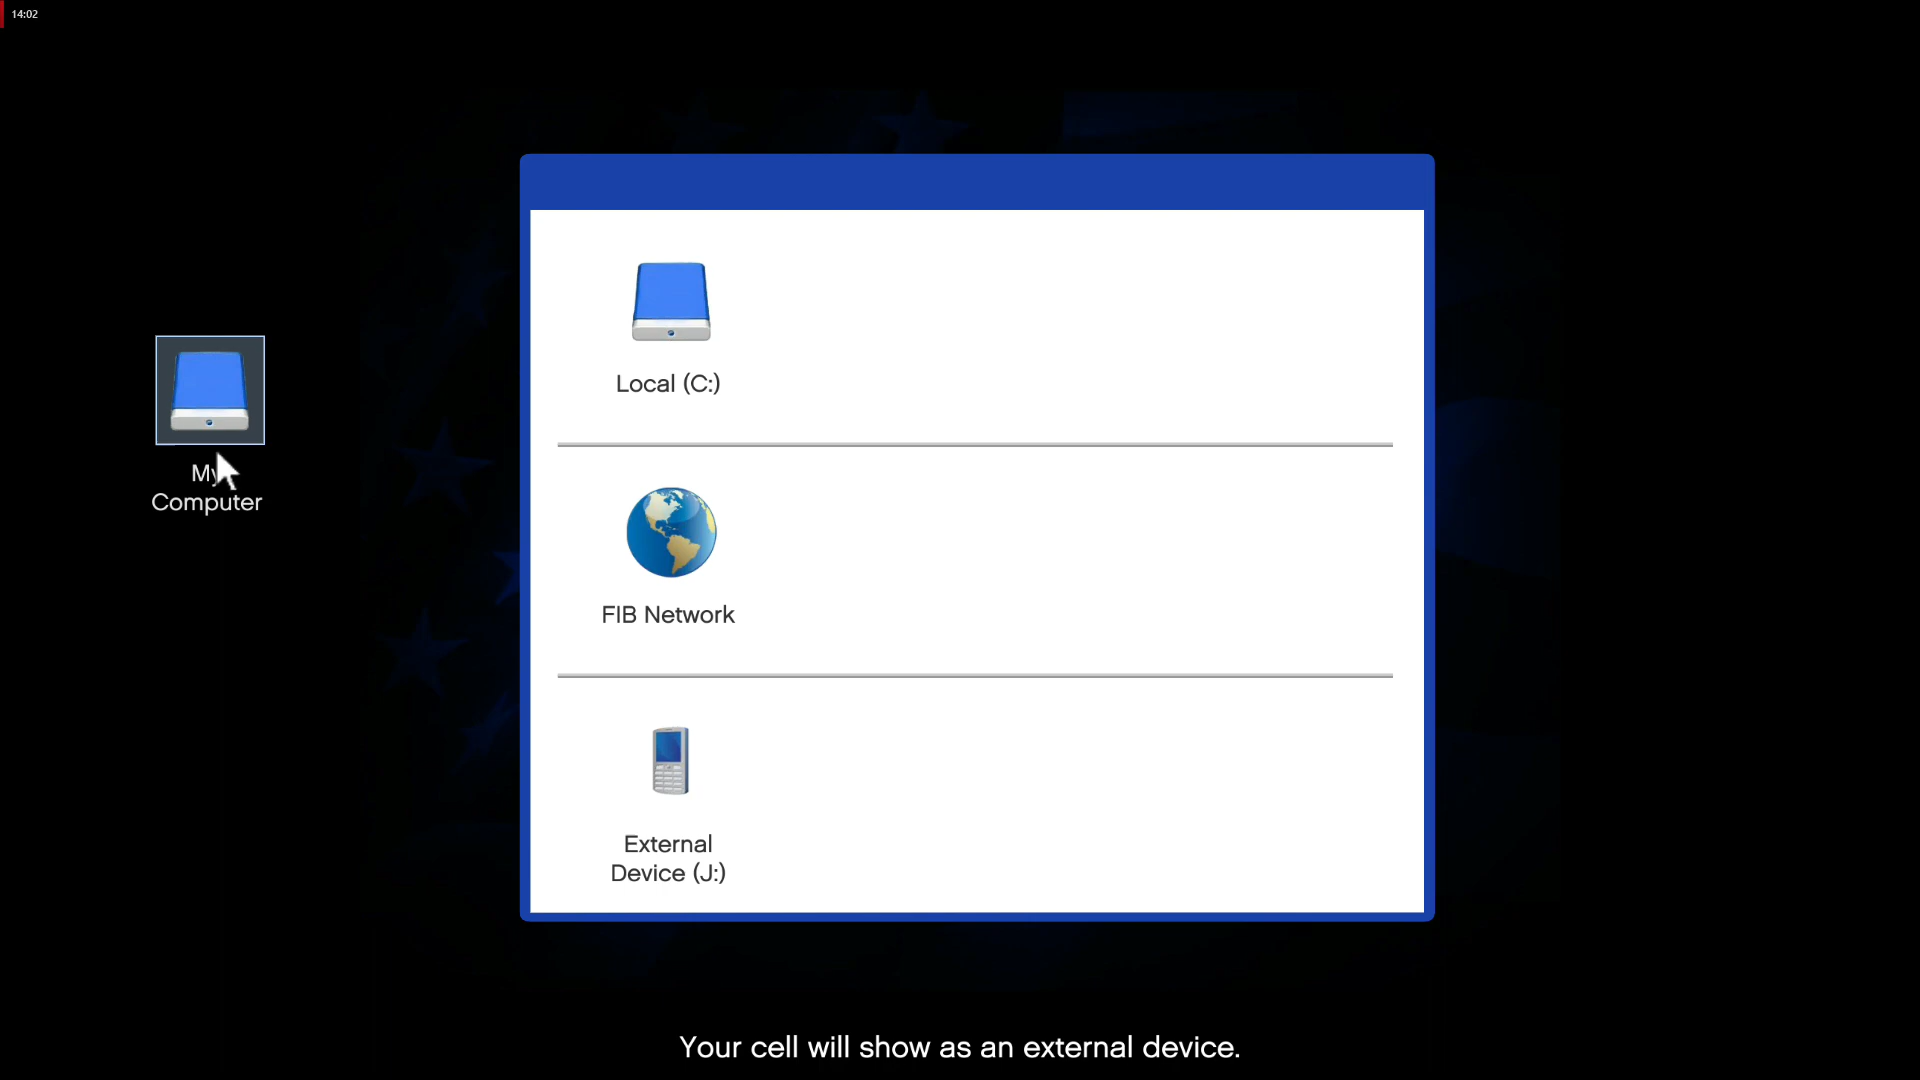 14:02
Local (C:)
My
Computer
FIB Network
External
Device (J:)
Your cell will show as an external device.